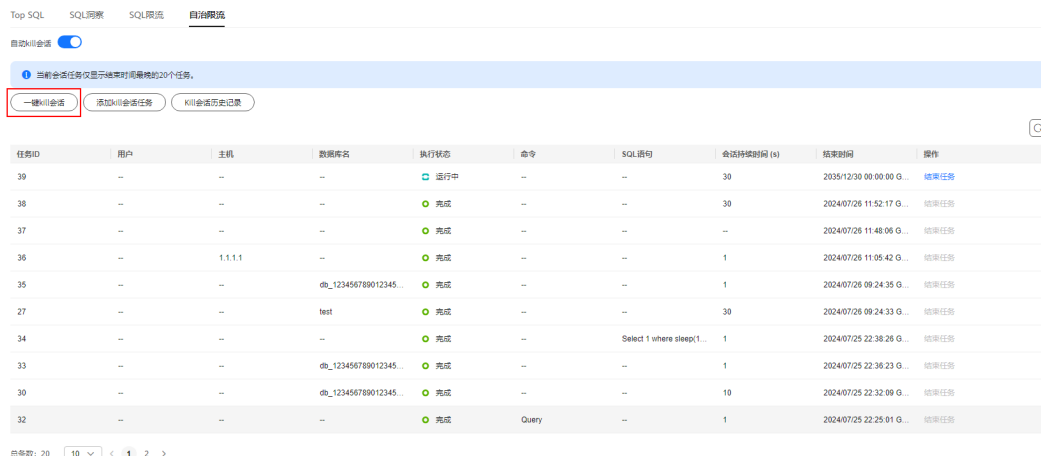 Top SQL SQL洞察 SQL限流 自治限流
自动kill会话
当前会话任务仅显示结束时间最晚的20个任务。
一键kill会话 添加kill会话任务 Kill会话历史记录
任务ID 用户 主机 数据库名 执行状态 命令 SQL语句 会话持续时间 (s) 结束时间 操作
39 -- -- -- 运行中 -- -- 30 2035/12/30 00:00:00 G... 结束任务
38 -- -- -- 完成 -- -- 30 2024/07/26 11:52:17 G... 结束任务
37 -- -- -- 完成 -- -- -- 2024/07/26 11:48:06 G... 结束任务
36 -- 1.1.1.1 -- 完成 -- -- 1 2024/07/26 11:05:42 G... 结束任务
35 -- -- db_123456789012345... 完成 -- -- 1 2024/07/26 09:24:35 G... 结束任务
27 -- -- test 完成 -- -- 30 2024/07/26 09:24:33 G... 结束任务
34 -- -- -- 完成 -- Select 1 where sleep(1... 1 2024/07/25 22:38:26 G... 结束任务
33 -- -- db_123456789012345... 完成 -- -- 1 2024/07/25 22:36:23 G... 结束任务
30 -- -- db_123456789012345... 完成 -- -- 10 2024/07/25 22:32:09 G... 结束任务
32 -- -- -- 完成 Query -- 1 2024/07/25 22:25:01 G... 结束任务
总条数: 20 10 < 1 2 >